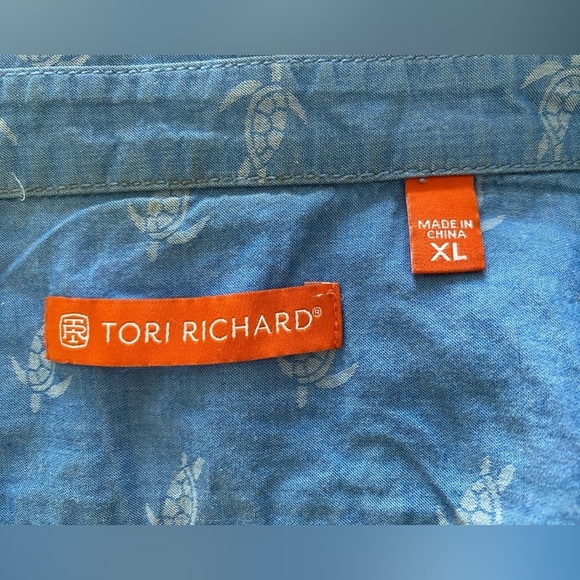 MADE IN
CHINA
XL
TORI RICHARD®